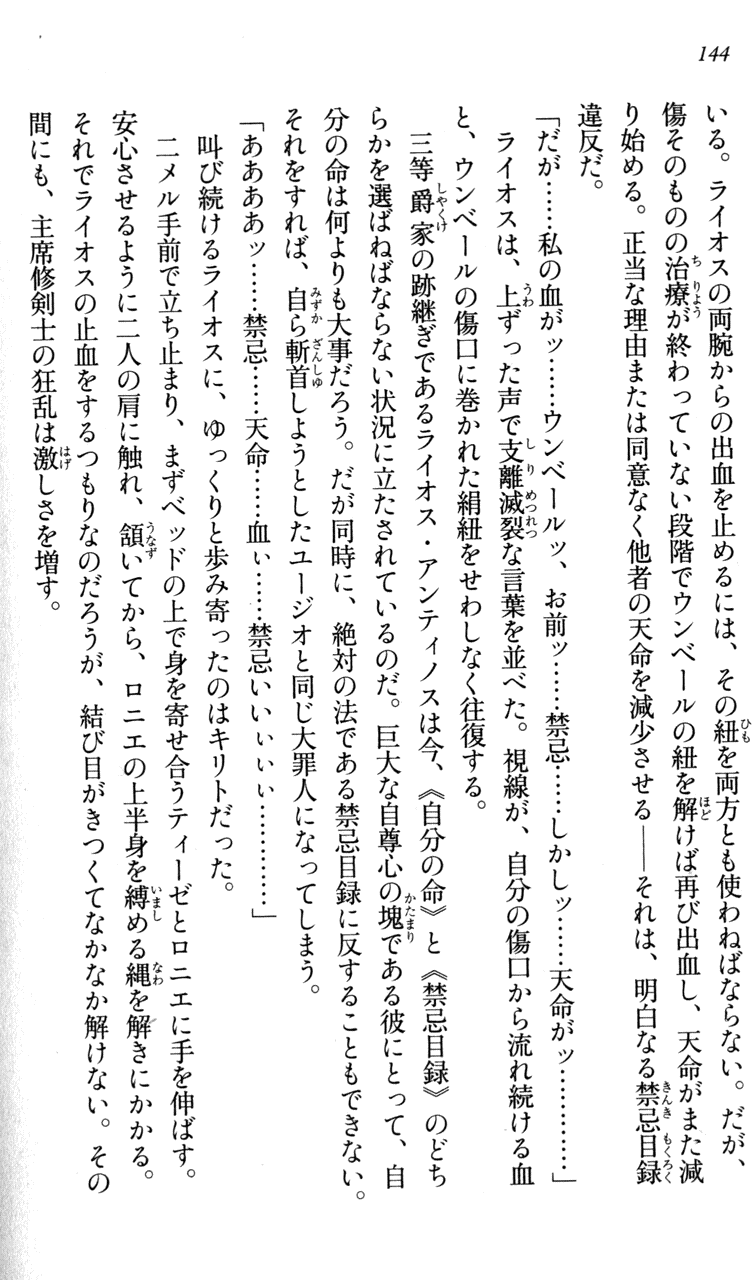 144
いる。ライオスの両腕からの出血を止めるには、その紐を両方とも使わねばならない。だが、
傷そのものの治療が終わっていない段階でウンベールの紐を解けば再び出血し、天命がまた減
り始める。正当な理由または同意なく他者の天命を減少させる――それは、明白なる禁忌目録
違反だ。
「だが……私の血がッ……ウンベールッ、お前ッ……禁忌……しかしッ……天命がッ…………」
ライオスは、上ずった声で支離滅裂な言葉を並べた。視線が、自分の傷口から流れ続ける血
と、ウンベールの傷口に巻かれた絹紐をせわしなく往復する。
三等爵家の跡継ぎであるライオス・アンティノスは今、《自分の命》と《禁忌目録》のどち
らかを選ばねばならない状況に立たされているのだ。巨大な自尊心の塊である彼にとって、自
分の命は何よりも大事だろう。だが同時に、絶対の法である禁忌目録に反することもできない。
それをすれば、自ら斬首しようとしたユージオと同じ大罪人になってしまう。
「ああああッ……禁忌……天命……血ぃ……禁忌いいぃぃぃ…………」
叫び続けるライオスに、ゆっくりと歩み寄ったのはキリトだった。
二メル手前で立ち止まり、まずベッドの上で身を寄せ合うティーゼとロニエに手を伸ばす。
安心させるように二人の肩に触れ、頷いてから、ロニエの上半身を縛める縄を解きにかかる。
それでライオスの止血をするつもりなのだろうが、結び目がきつくてなかなか解けない。その
間にも、主席修剣士の狂乱は激しさを増す。